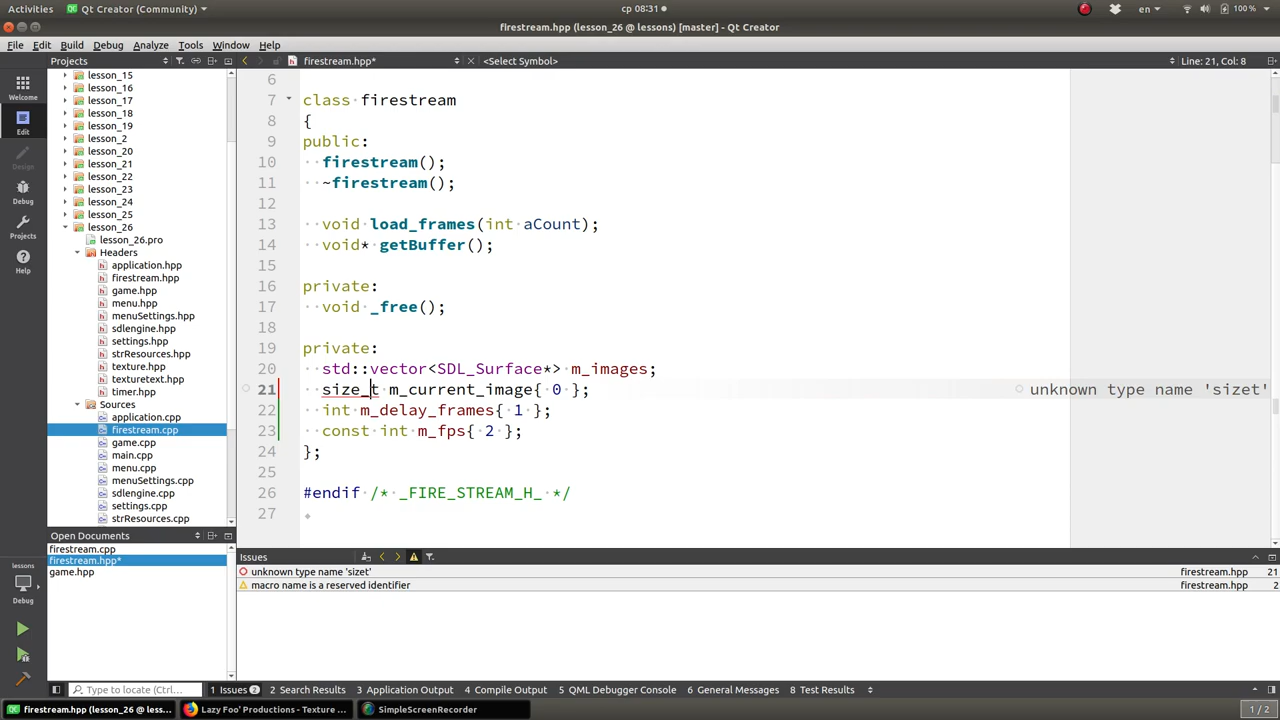 Activities Qt Creator (Community) ср 08:31 en 100 %
firestream.hpp (lesson_26 @ lessons) [master] - Qt Creator
File Edit Build Debug Analyze Tools Window Help
Projects firestream.hpp* <Select Symbol> Line: 21, Col: 8
Welcome
Edit
Design
Debug
Projects
Help
lessons
Debug
lesson_15
lesson_16
lesson_17
lesson_18
lesson_19
lesson_2
lesson_20
lesson_21
lesson_22
lesson_23
lesson_24
lesson_25
lesson_26
lesson_26.pro
Headers
application.hpp
firestream.hpp
game.hpp
menu.hpp
menuSettings.hpp
sdlengine.hpp
settings.hpp
strResources.hpp
texture.hpp
texturetext.hpp
timer.hpp
Sources
application.cpp
firestream.cpp
game.cpp
main.cpp
menu.cpp
menuSettings.cpp
sdlengine.cpp
settings.cpp
strResources.cpp
Open Documents
firestream.cpp
firestream.hpp*
game.hpp
6
7 class firestream
8 {
9 public:
10 firestream();
11 ~firestream();
12
13 void load_frames(int aCount);
14 void* getBuffer();
15
16 private:
17 void _free();
18
19 private:
20 std::vector<SDL_Surface*> m_images;
21 size_t m_current_image{ 0 }; unknown type name 'sizet'
22 int m_delay_frames{ 1 };
23 const int m_fps{ 2 };
24 };
25
26 #endif /* _FIRE_STREAM_H_ */
27
Issues
unknown type name 'sizet' firestream.hpp 21
macro name is a reserved identifier firestream.hpp 2
Type to locate (Ctrl... 1 Issues 2 2 Search Results 3 Application Output 4 Compile Output 5 QML Debugger Console 6 General Messages 8 Test Results
firestream.hpp (lesson_26 @ less... Lazy Foo' Productions - Texture ... SimpleScreenRecorder 1 / 2